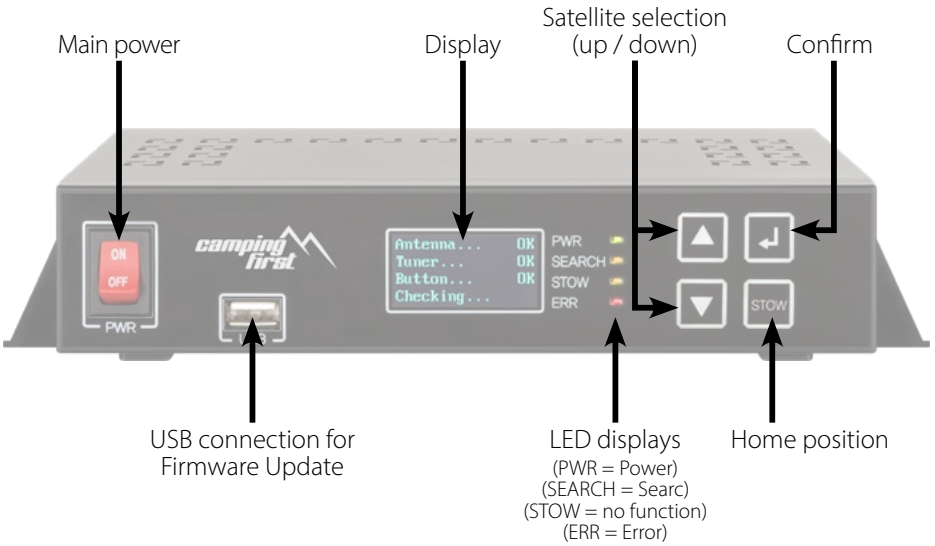 Satellite selection
(up / down)
Main power
Display
Confirm
camping
first
ON
OFF
PWR
USB
Antenna... OK
Tuner... OK
Button... OK
Checking...
PWR
SEARCH
STOW
ERR
STOW
USB connection for
Firmware Update
LED displays
(PWR = Power)
(SEARCH = Searc)
(STOW = no function)
(ERR = Error)
Home position